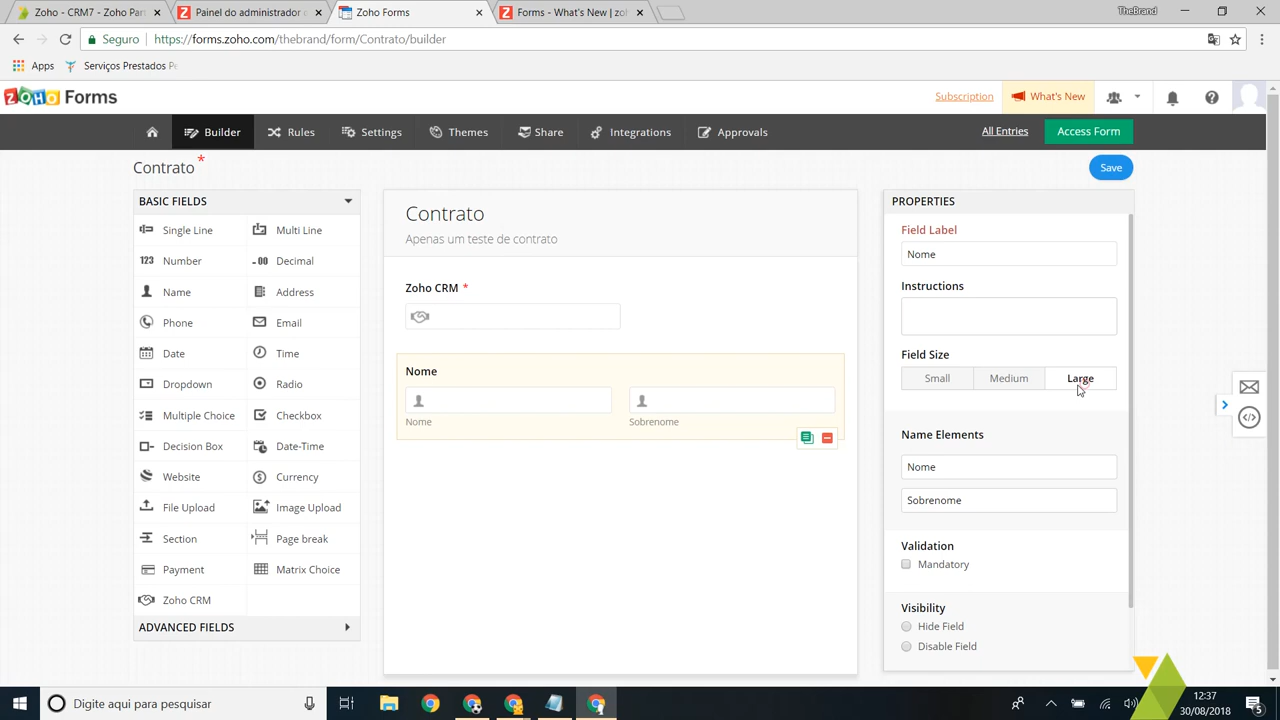 Zoho - CRM7 - Zoho Par
Painel do administrador
Zoho Forms
Forms - What's New | zo
TheBrand
Seguro
https://forms.zoho.com/thebrand/form/Contrato/builder
Apps
Serviços Prestados Pe
ZOHO Forms
Subscription
What's New
Builder
Rules
Settings
Themes
Share
Integrations
Approvals
All Entries
Access Form
Contrato *
Save
BASIC FIELDS
Single Line
Multi Line
123 Number
.00 Decimal
Name
Address
Phone
Email
Date
Time
Dropdown
Radio
Multiple Choice
Checkbox
Decision Box
Date-Time
Website
Currency
File Upload
Image Upload
Section
Page break
Payment
Matrix Choice
Zoho CRM
ADVANCED FIELDS
Contrato
Apenas um teste de contrato
Zoho CRM *
Nome
Nome
Sobrenome
PROPERTIES
Field Label
Nome
Instructions
Field Size
Small
Medium
Large
Name Elements
Nome
Sobrenome
Validation
Mandatory
Visibility
Hide Field
Disable Field
Digite aqui para pesquisar
12:37
30/08/2018
5